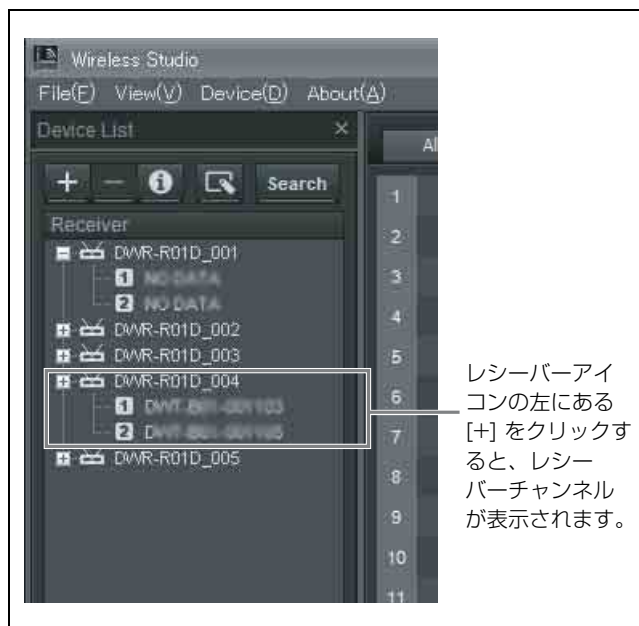 Wireless Studio
File(F) View(V) Device(D) About(A)
Device List
Al
Search
Receiver
DWR-R01D_001
1 NO DATA
2 NO DATA
DWR-R01D_002
DWR-R01D_003
DWR-R01D_004
1
2
DWR-R01D_005
1
2
3
4
5
6
7
8
9
10
11
レシーバーアイ
コンの左にある
[+] をクリックす
ると、レシー
バーチャンネル
が表示されます。